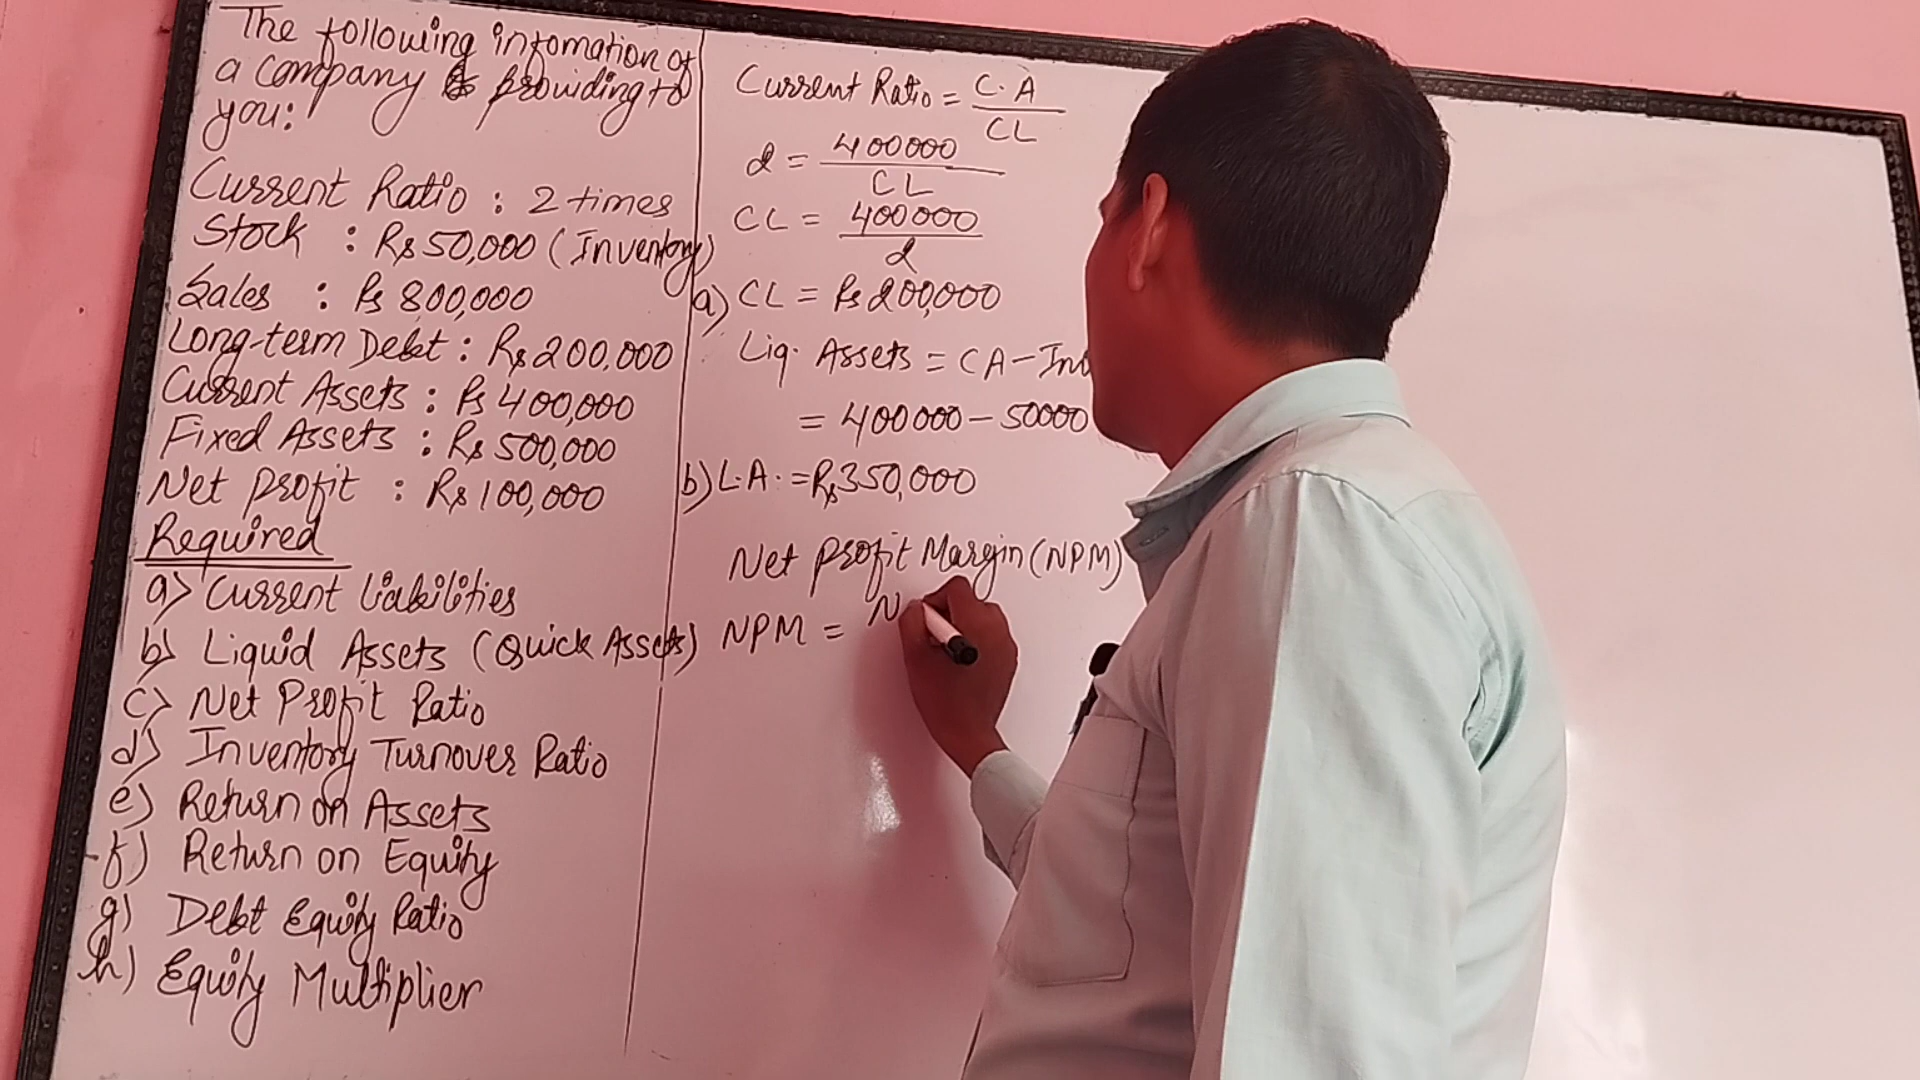 The following infomation of
a company is providing to
you:
Current Ratio : 2 times
Stock : Rs 50,000 (Inventory)
Sales : Rs 800,000
Long-term Debt : Rs 200,000
Current Assets : Rs 400,000
Fixed Assets : Rs 500,000
Net profit : Rs 100,000
Required
a) Current liabilities
b) Liquid Assets (Quick Assets)
c) Net Profit Ratio
d) Inventory Turnover Ratio
e) Return on Assets
f) Return on Equity
g) Debt Equity Ratio
h) Equity Multiplier
Current Ratio = C.A
CL
2 = 400000
CL
CL = 400000
2
a) CL = Rs 200,000
Liq. Assets = CA - Inv
= 400000 - 50000
b) L.A. = Rs 350,000
Net profit Margin (NPM)
NPM = N